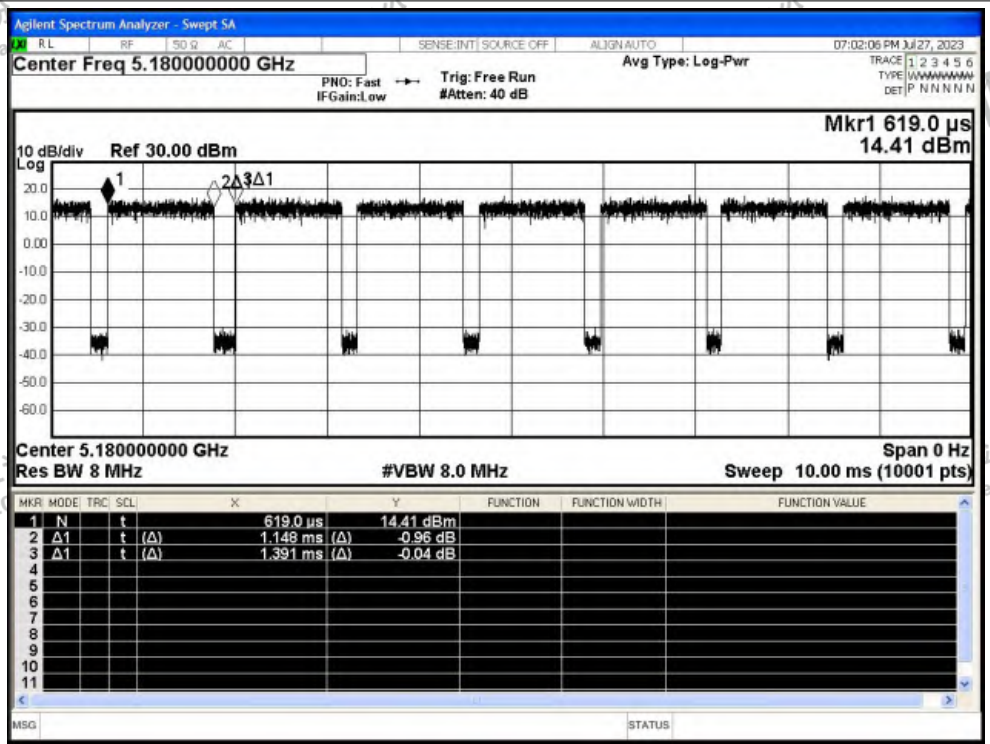 Agilent Spectrum Analyzer - Swept SA
RL RF 50 Ω AC SENSE:INT SOURCE OFF ALIGNAUTO 07:02:06 PM Jul 27, 2023
Center Freq 5.180000000 GHz Avg Type: Log-Pwr TRACE 1 2 3 4 5 6
PNO: Fast Trig: Free Run TYPE WWWWWW
IFGain:Low #Atten: 40 dB DET P N N N N N
Mkr1 619.0 µs
10 dB/div Ref 30.00 dBm 14.41 dBm
Log
1 2Δ3Δ1
20.0
10.0
0.00
-10.0
-20.0
-30.0
-40.0
-50.0
-60.0
Center 5.180000000 GHz Span 0 Hz
Res BW 8 MHz #VBW 8.0 MHz Sweep 10.00 ms (10001 pts)
MKR MODE TRC SCL X Y FUNCTION FUNCTION WIDTH FUNCTION VALUE
1 N t 619.0 µs 14.41 dBm
2 Δ1 t (Δ) 1.148 ms (Δ) -0.96 dB
3 Δ1 t (Δ) 1.391 ms (Δ) -0.04 dB
4
5
6
7
8
9
10
11
MSG STATUS